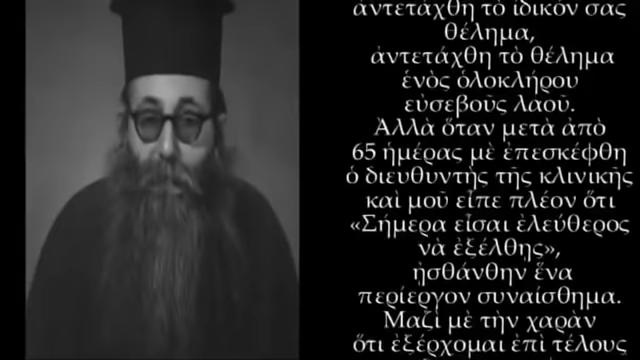 ἀντετάχθη τὸ ἰδικόν σας
θέλημα,
ἀντετάχθη τὸ θέλημα
ἑνὸς ὁλοκλήρου
εὐσεβοῦς λαοῦ.
Ἀλλὰ ὅταν μετὰ ἀπὸ
65 ἡμέρας μὲ ἐπεσκέφθη
ὁ διευθυντὴς τῆς κλινικῆς
καὶ μοῦ εἶπε πλέον ὅτι
«Σήμερα εἶσαι ἐλεύθερος
νὰ ἐξέλθης»,
ἠσθάνθην ἕνα
περίεργον συναίσθημα.
Μαζὶ μὲ τὴν χαρὰν
ὅτι ἐξέρχομαι ἐπὶ τέλους